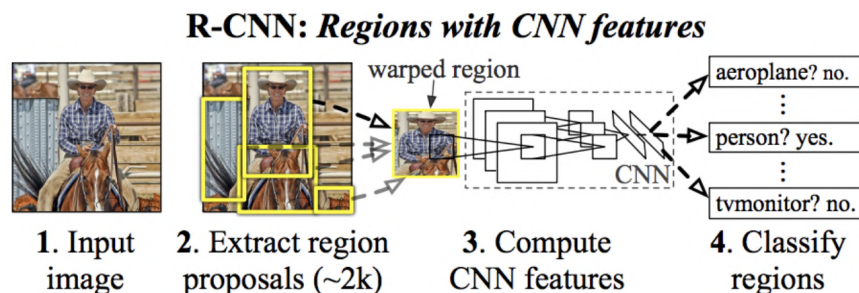 R-CNN: Regions with CNN features
warped region
aeroplane? no.
person? yes.
tvmonitor? no.
CNN
1. Input
image
2. Extract region
proposals (~2k)
3. Compute
CNN features
4. Classify
regions